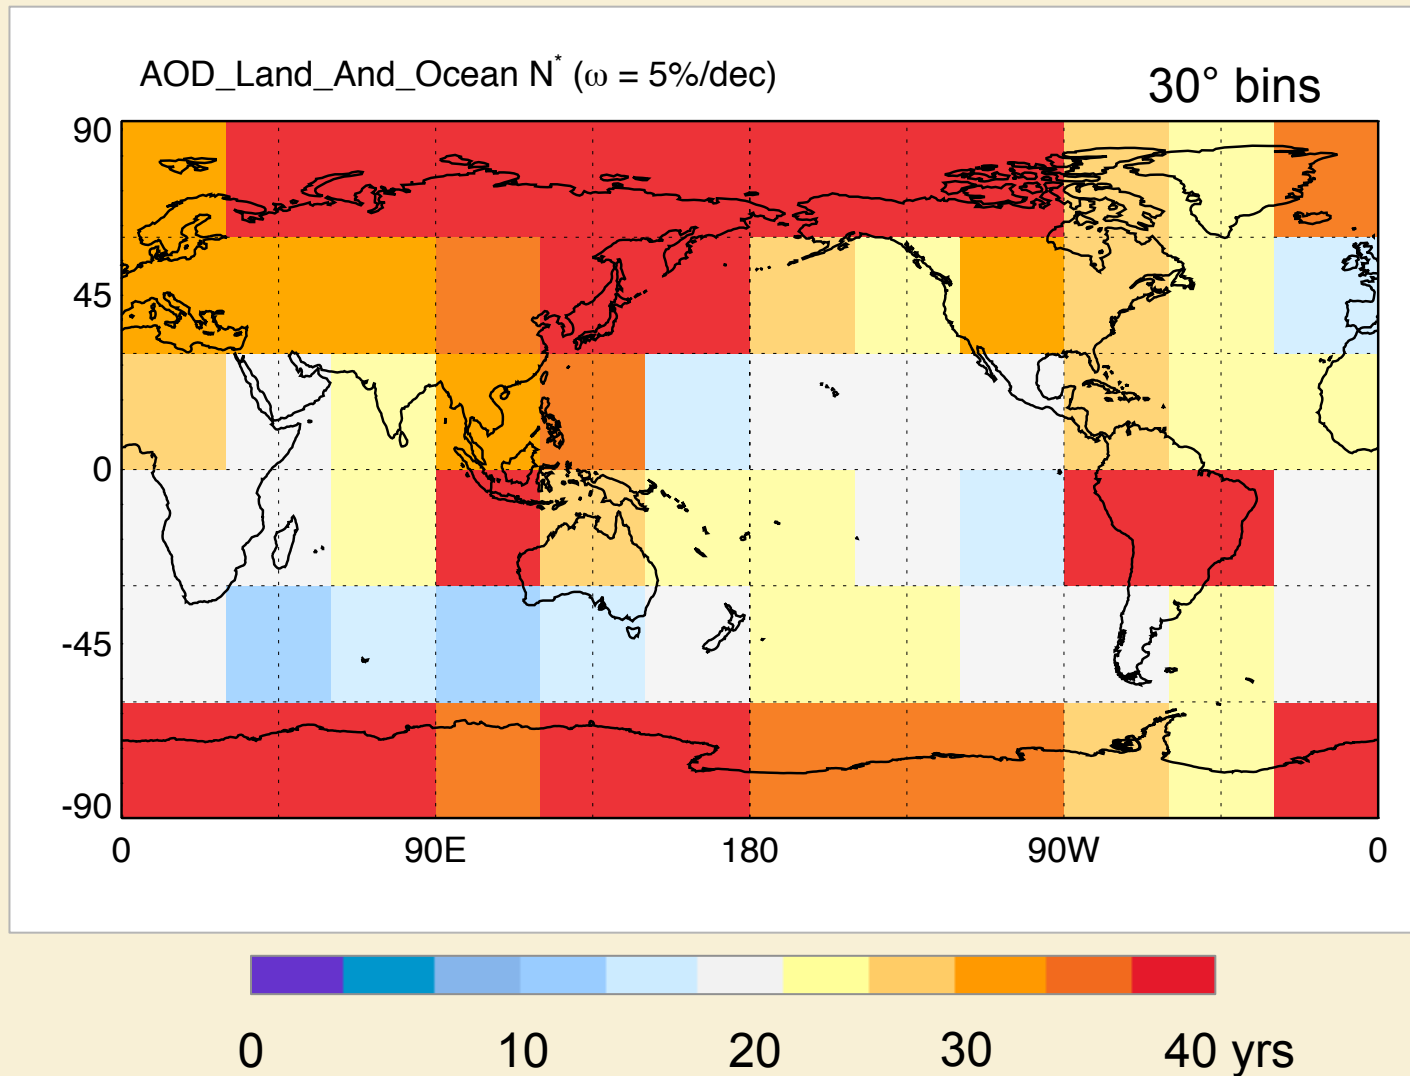 AOD_Land_And_Ocean N* (ω = 5%/dec)
30° bins
90
45
0
-45
-90
0 90E 180 90W 0
0 10 20 30 40 yrs